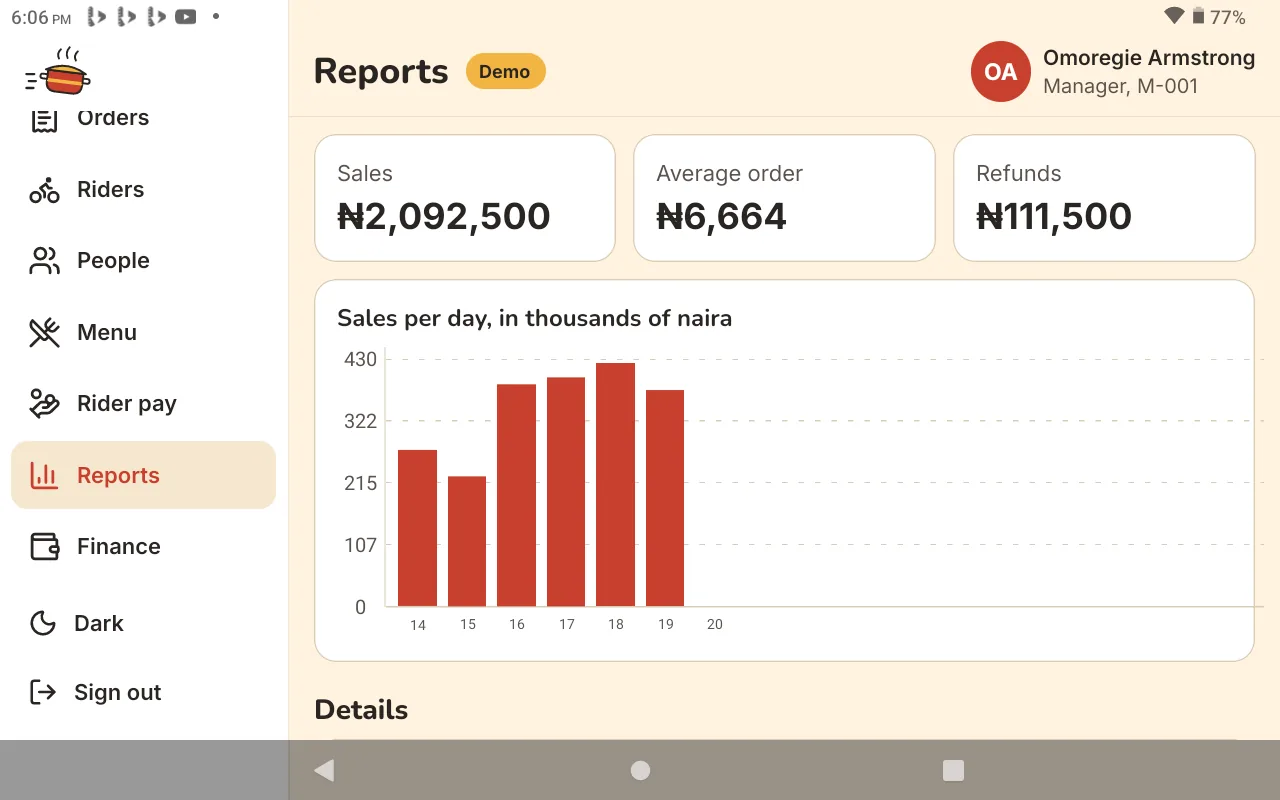 6:06 PM
77%
Reports
Demo
OA
Omoregie Armstrong
Manager, M-001
Orders
Riders
People
Menu
Rider pay
Reports
Finance
Dark
Sign out
Sales
₦2,092,500
Average order
₦6,664
Refunds
₦111,500
Sales per day, in thousands of naira
430
322
215
107
0
14 15 16 17 18 19 20
Details